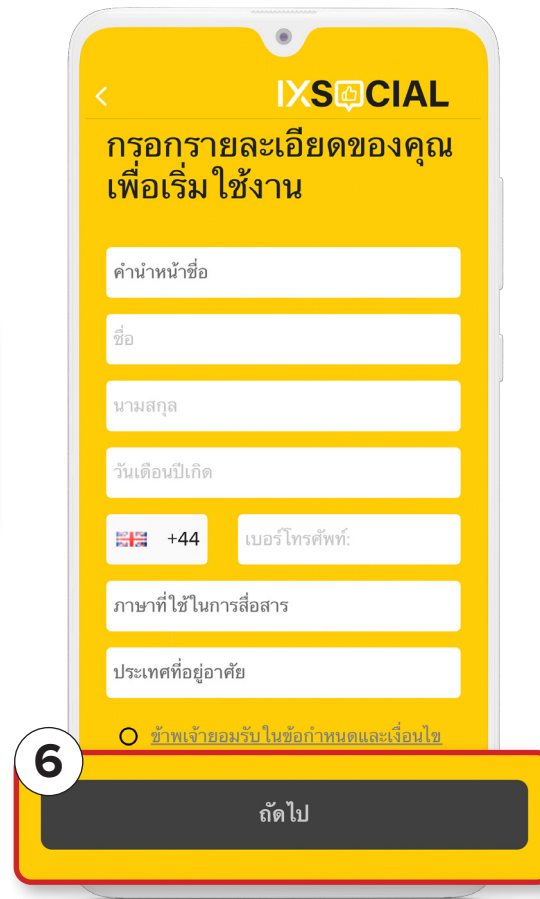 IXSOCIAL
กรอกรายละเอียดของคุณ
เพื่อเริ่มใช้งาน
คำนำหน้าชื่อ
ชื่อ
นามสกุล
วันเดือนปีเกิด
+44 เบอร์โทรศัพท์:
ภาษาที่ใช้ในการสื่อสาร
ประเทศที่อยู่อาศัย
ข้าพเจ้ายอมรับในข้อกำหนดและเงื่อนไข
6
ถัดไป